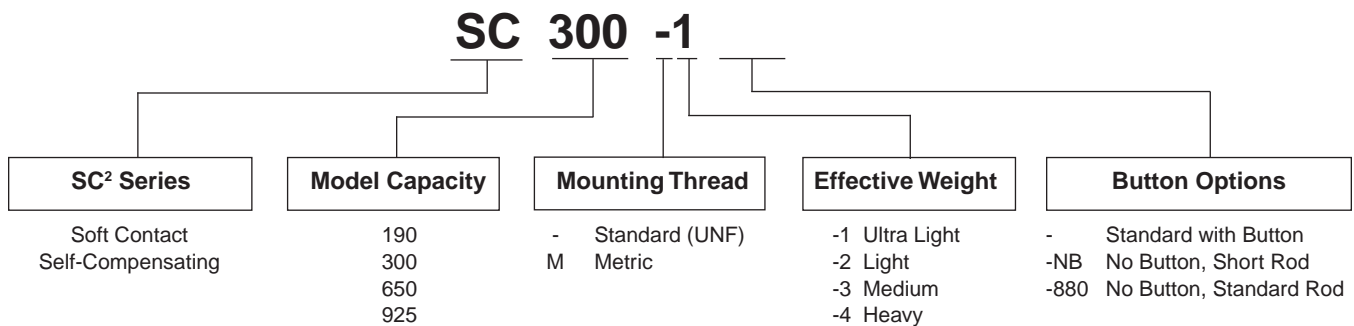 SC 300 -1
SC² Series
Soft Contact
Self-Compensating
Model Capacity
190
300
650
925
Mounting Thread
- Standard (UNF)
M Metric
Effective Weight
-1 Ultra Light
-2 Light
-3 Medium
-4 Heavy
Button Options
- Standard with Button
-NB No Button, Short Rod
-880 No Button, Standard Rod